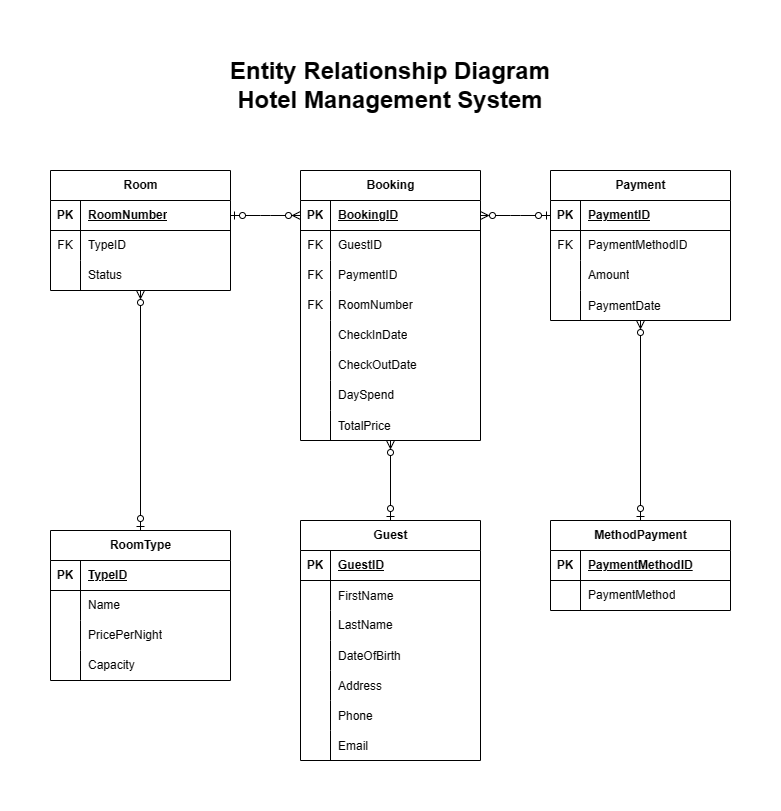 Entity Relationship Diagram
Hotel Management System
Room
PK RoomNumber
FK TypeID
Status
Booking
PK BookingID
FK GuestID
FK PaymentID
FK RoomNumber
CheckInDate
CheckOutDate
DaySpend
TotalPrice
Payment
PK PaymentID
FK PaymentMethodID
Amount
PaymentDate
RoomType
PK TypeID
Name
PricePerNight
Capacity
Guest
PK GuestID
FirstName
LastName
DateOfBirth
Address
Phone
Email
MethodPayment
PK PaymentMethodID
PaymentMethod